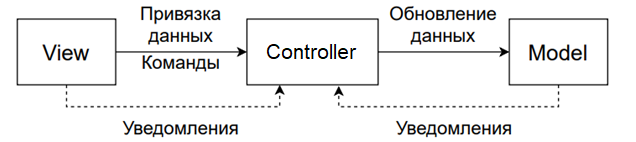 Привязка
данных
Обновление
данных
View
Команды
Controller
Model
Уведомления
Уведомления